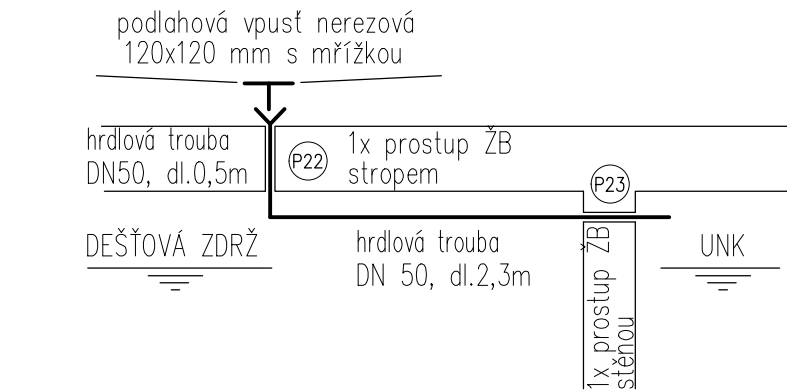 podlahová vpusť nerezová
120x120 mm s mřížkou
hrdlová trouba
DN50, dl.0,5m
P22
1x prostup ŽB
stropem
P23
DEŠŤOVÁ ZDRŽ
hrdlová trouba
DN 50, dl.2,3m
1x prostup ŽB
stěnou
UNK